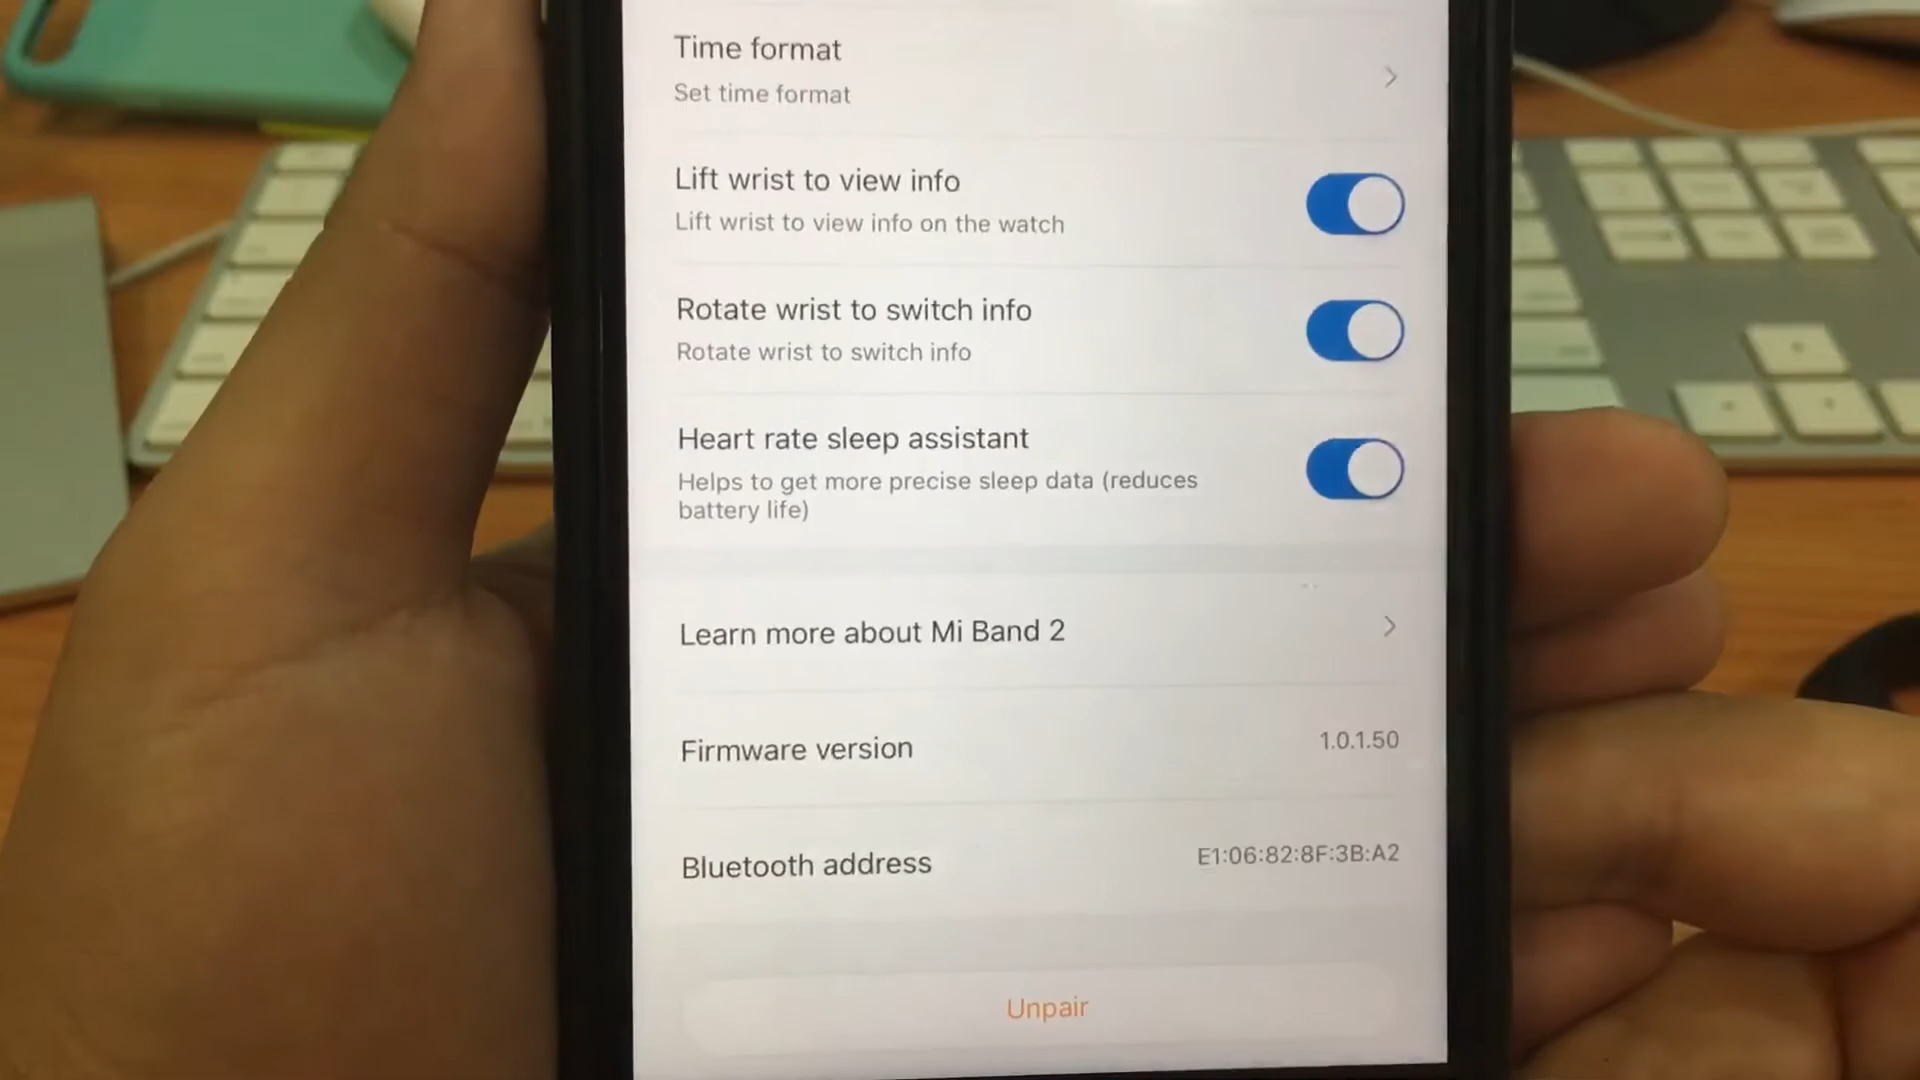 Time format
Set time format
Lift wrist to view info
Lift wrist to view info on the watch
Rotate wrist to switch info
Rotate wrist to switch info
Heart rate sleep assistant
Helps to get more precise sleep data (reduces
battery life)
Learn more about Mi Band 2
Firmware version
1.0.1.50
Bluetooth address
E1:06:82:8F:3B:A2
Unpair